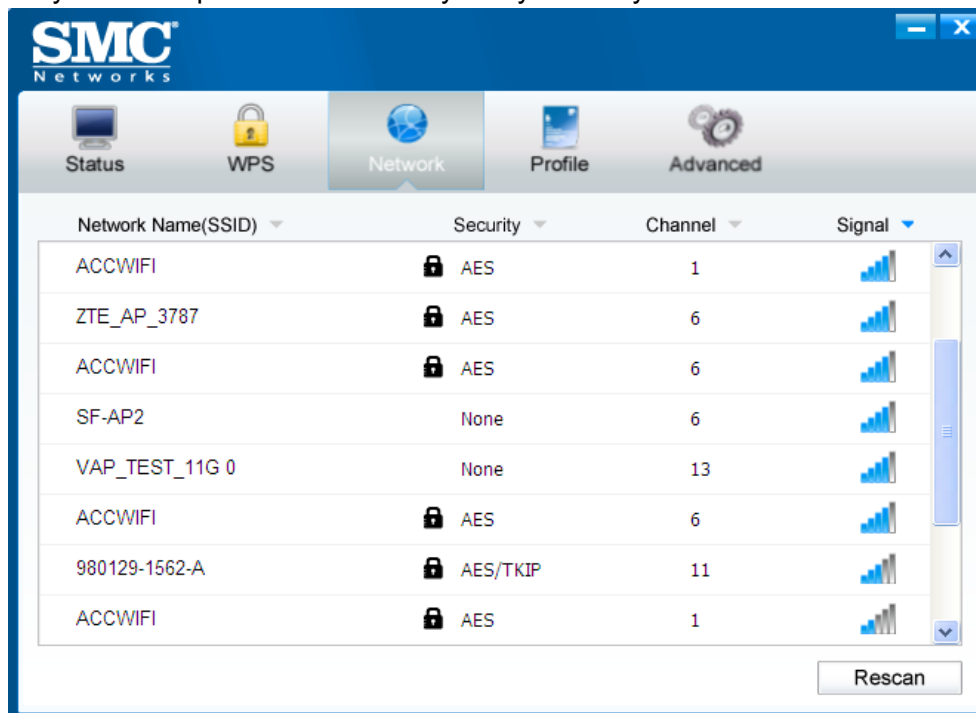 SMC
Networks
Status WPS Network Profile Advanced
Network Name(SSID) Security Channel Signal
ACCWIFI AES 1
ZTE_AP_3787 AES 6
ACCWIFI AES 6
SF-AP2 None 6
VAP_TEST_11G 0 None 13
ACCWIFI AES 6
980129-1562-A AES/TKIP 11
ACCWIFI AES 1
Rescan